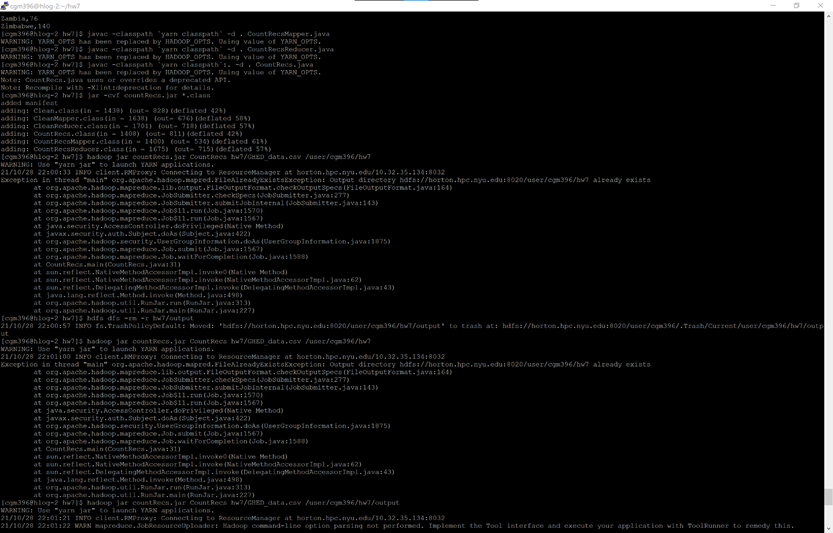 cgm396@hlog-2:~/hw7
Zambia,76
Zimbabwe,140
[cgm396@hlog-2 hw7]$ javac -classpath `yarn classpath` -d . CountRecsMapper.java
WARNING: YARN_OPTS has been replaced by HADOOP_OPTS. Using value of YARN_OPTS.
[cgm396@hlog-2 hw7]$ javac -classpath `yarn classpath` -d . CountRecsReducer.java
WARNING: YARN_OPTS has been replaced by HADOOP_OPTS. Using value of YARN_OPTS.
[cgm396@hlog-2 hw7]$ javac -classpath `yarn classpath`:. -d . CountRecs.java
WARNING: YARN_OPTS has been replaced by HADOOP_OPTS. Using value of YARN_OPTS.
Note: CountRecs.java uses or overrides a deprecated API.
Note: Recompile with -Xlint:deprecation for details.
[cgm396@hlog-2 hw7]$ jar -cvf countRecs.jar *.class
added manifest
adding: Clean.class(in = 1438) (out= 828)(deflated 42%)
adding: CleanMapper.class(in = 1638) (out= 676)(deflated 58%)
adding: CleanReducer.class(in = 1701) (out= 718)(deflated 57%)
adding: CountRecs.class(in = 1408) (out= 811)(deflated 42%)
adding: CountRecsMapper.class(in = 1400) (out= 534)(deflated 61%)
adding: CountRecsReducer.class(in = 1675) (out= 715)(deflated 57%)
[cgm396@hlog-2 hw7]$ hadoop jar countRecs.jar CountRecs hw7/GHED_data.csv /user/cgm396/hw7
WARNING: Use "yarn jar" to launch YARN applications.
21/10/28 22:00:33 INFO client.RMProxy: Connecting to ResourceManager at horton.hpc.nyu.edu/10.32.35.134:8032
Exception in thread "main" org.apache.hadoop.mapred.FileAlreadyExistsException: Output directory hdfs://horton.hpc.nyu.edu:8020/user/cgm396/hw7 already exists
at org.apache.hadoop.mapreduce.lib.output.FileOutputFormat.checkOutputSpecs(FileOutputFormat.java:164)
at org.apache.hadoop.mapreduce.JobSubmitter.checkSpecs(JobSubmitter.java:277)
at org.apache.hadoop.mapreduce.JobSubmitter.submitJobInternal(JobSubmitter.java:143)
at org.apache.hadoop.mapreduce.Job$11.run(Job.java:1570)
at org.apache.hadoop.mapreduce.Job$11.run(Job.java:1567)
at java.security.AccessController.doPrivileged(Native Method)
at javax.security.auth.Subject.doAs(Subject.java:422)
at org.apache.hadoop.security.UserGroupInformation.doAs(UserGroupInformation.java:1875)
at org.apache.hadoop.mapreduce.Job.submit(Job.java:1567)
at org.apache.hadoop.mapreduce.Job.waitForCompletion(Job.java:1588)
at CountRecs.main(CountRecs.java:31)
at sun.reflect.NativeMethodAccessorImpl.invoke0(Native Method)
at sun.reflect.NativeMethodAccessorImpl.invoke(NativeMethodAccessorImpl.java:62)
at sun.reflect.DelegatingMethodAccessorImpl.invoke(DelegatingMethodAccessorImpl.java:43)
at java.lang.reflect.Method.invoke(Method.java:498)
at org.apache.hadoop.util.RunJar.run(RunJar.java:313)
at org.apache.hadoop.util.RunJar.main(RunJar.java:227)
[cgm396@hlog-2 hw7]$ hdfs dfs -rm -r hw7/output
21/10/28 22:00:57 INFO fs.TrashPolicyDefault: Moved: 'hdfs://horton.hpc.nyu.edu:8020/user/cgm396/hw7/output' to trash at: hdfs://horton.hpc.nyu.edu:8020/user/cgm396/.Trash/Current/user/cgm396/hw7/outp
ut
[cgm396@hlog-2 hw7]$ hadoop jar countRecs.jar CountRecs hw7/GHED_data.csv /user/cgm396/hw7
WARNING: Use "yarn jar" to launch YARN applications.
21/10/28 22:01:00 INFO client.RMProxy: Connecting to ResourceManager at horton.hpc.nyu.edu/10.32.35.134:8032
Exception in thread "main" org.apache.hadoop.mapred.FileAlreadyExistsException: Output directory hdfs://horton.hpc.nyu.edu:8020/user/cgm396/hw7 already exists
at org.apache.hadoop.mapreduce.lib.output.FileOutputFormat.checkOutputSpecs(FileOutputFormat.java:164)
at org.apache.hadoop.mapreduce.JobSubmitter.checkSpecs(JobSubmitter.java:277)
at org.apache.hadoop.mapreduce.JobSubmitter.submitJobInternal(JobSubmitter.java:143)
at org.apache.hadoop.mapreduce.Job$11.run(Job.java:1570)
at org.apache.hadoop.mapreduce.Job$11.run(Job.java:1567)
at java.security.AccessController.doPrivileged(Native Method)
at javax.security.auth.Subject.doAs(Subject.java:422)
at org.apache.hadoop.security.UserGroupInformation.doAs(UserGroupInformation.java:1875)
at org.apache.hadoop.mapreduce.Job.submit(Job.java:1567)
at org.apache.hadoop.mapreduce.Job.waitForCompletion(Job.java:1588)
at CountRecs.main(CountRecs.java:31)
at sun.reflect.NativeMethodAccessorImpl.invoke0(Native Method)
at sun.reflect.NativeMethodAccessorImpl.invoke(NativeMethodAccessorImpl.java:62)
at sun.reflect.DelegatingMethodAccessorImpl.invoke(DelegatingMethodAccessorImpl.java:43)
at java.lang.reflect.Method.invoke(Method.java:498)
at org.apache.hadoop.util.RunJar.run(RunJar.java:313)
at org.apache.hadoop.util.RunJar.main(RunJar.java:227)
[cgm396@hlog-2 hw7]$ hadoop jar countRecs.jar CountRecs hw7/GHED_data.csv /user/cgm396/hw7/output
WARNING: Use "yarn jar" to launch YARN applications.
21/10/28 22:01:21 INFO client.RMProxy: Connecting to ResourceManager at horton.hpc.nyu.edu/10.32.35.134:8032
21/10/28 22:01:22 WARN mapreduce.JobResourceUploader: Hadoop command-line option parsing not performed. Implement the Tool interface and execute your application with ToolRunner to remedy this.